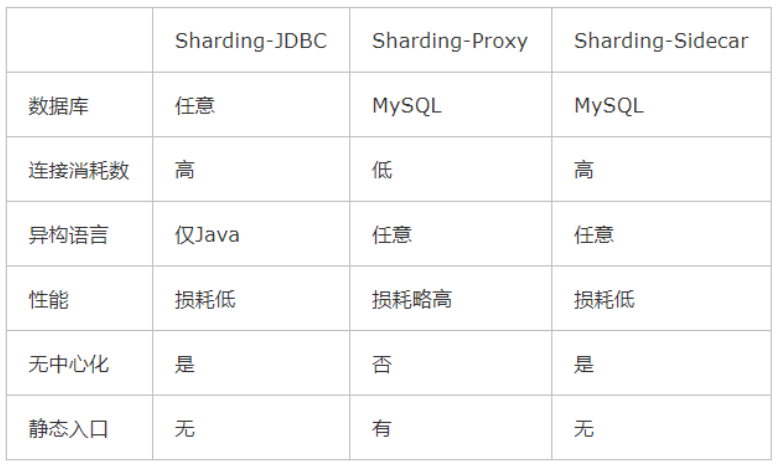 Sharding-JDBC Sharding-Proxy Sharding-Sidecar
数据库 任意 MySQL MySQL
连接消耗数 高 低 高
异构语言 仅Java 任意 任意
性能 损耗低 损耗略高 损耗低
无中心化 是 否 是
静态入口 无 有 无